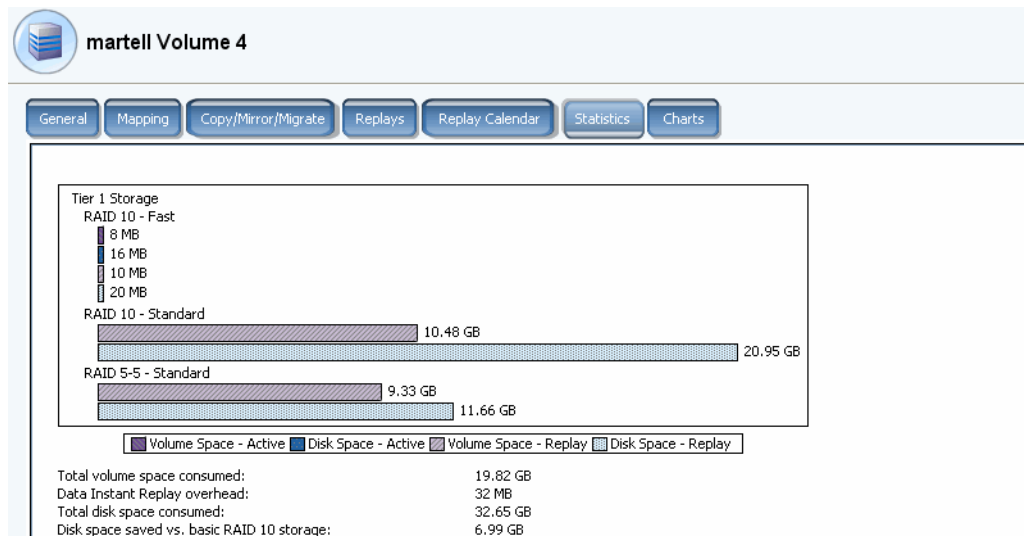 martell Volume 4
General Mapping Copy/Mirror/Migrate Replays Replay Calendar Statistics Charts
Tier 1 Storage
RAID 10 - Fast
8 MB
16 MB
10 MB
20 MB
RAID 10 - Standard
10.48 GB
20.95 GB
RAID 5-5 - Standard
9.33 GB
11.66 GB
Volume Space - Active Disk Space - Active Volume Space - Replay Disk Space - Replay
Total volume space consumed: 19.82 GB
Data Instant Replay overhead: 32 MB
Total disk space consumed: 32.65 GB
Disk space saved vs. basic RAID 10 storage: 6.99 GB